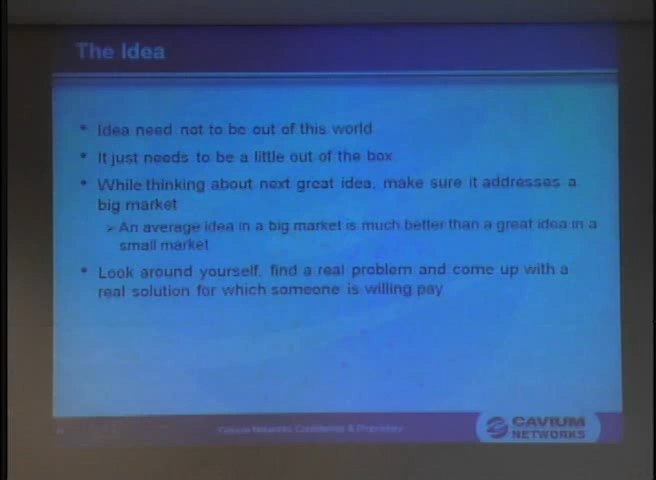 The Idea
• Idea need not to be out of this world
• It just needs to be a little out of the box
• While thinking about next great idea, make sure it addresses a
big market
➢ An average idea in a big market is much better than a great idea in a
small market
• Look around yourself, find a real problem and come up with a
real solution for which someone is willing pay
Cavium Networks Confidential & Proprietary
CAVIUM
NETWORKS